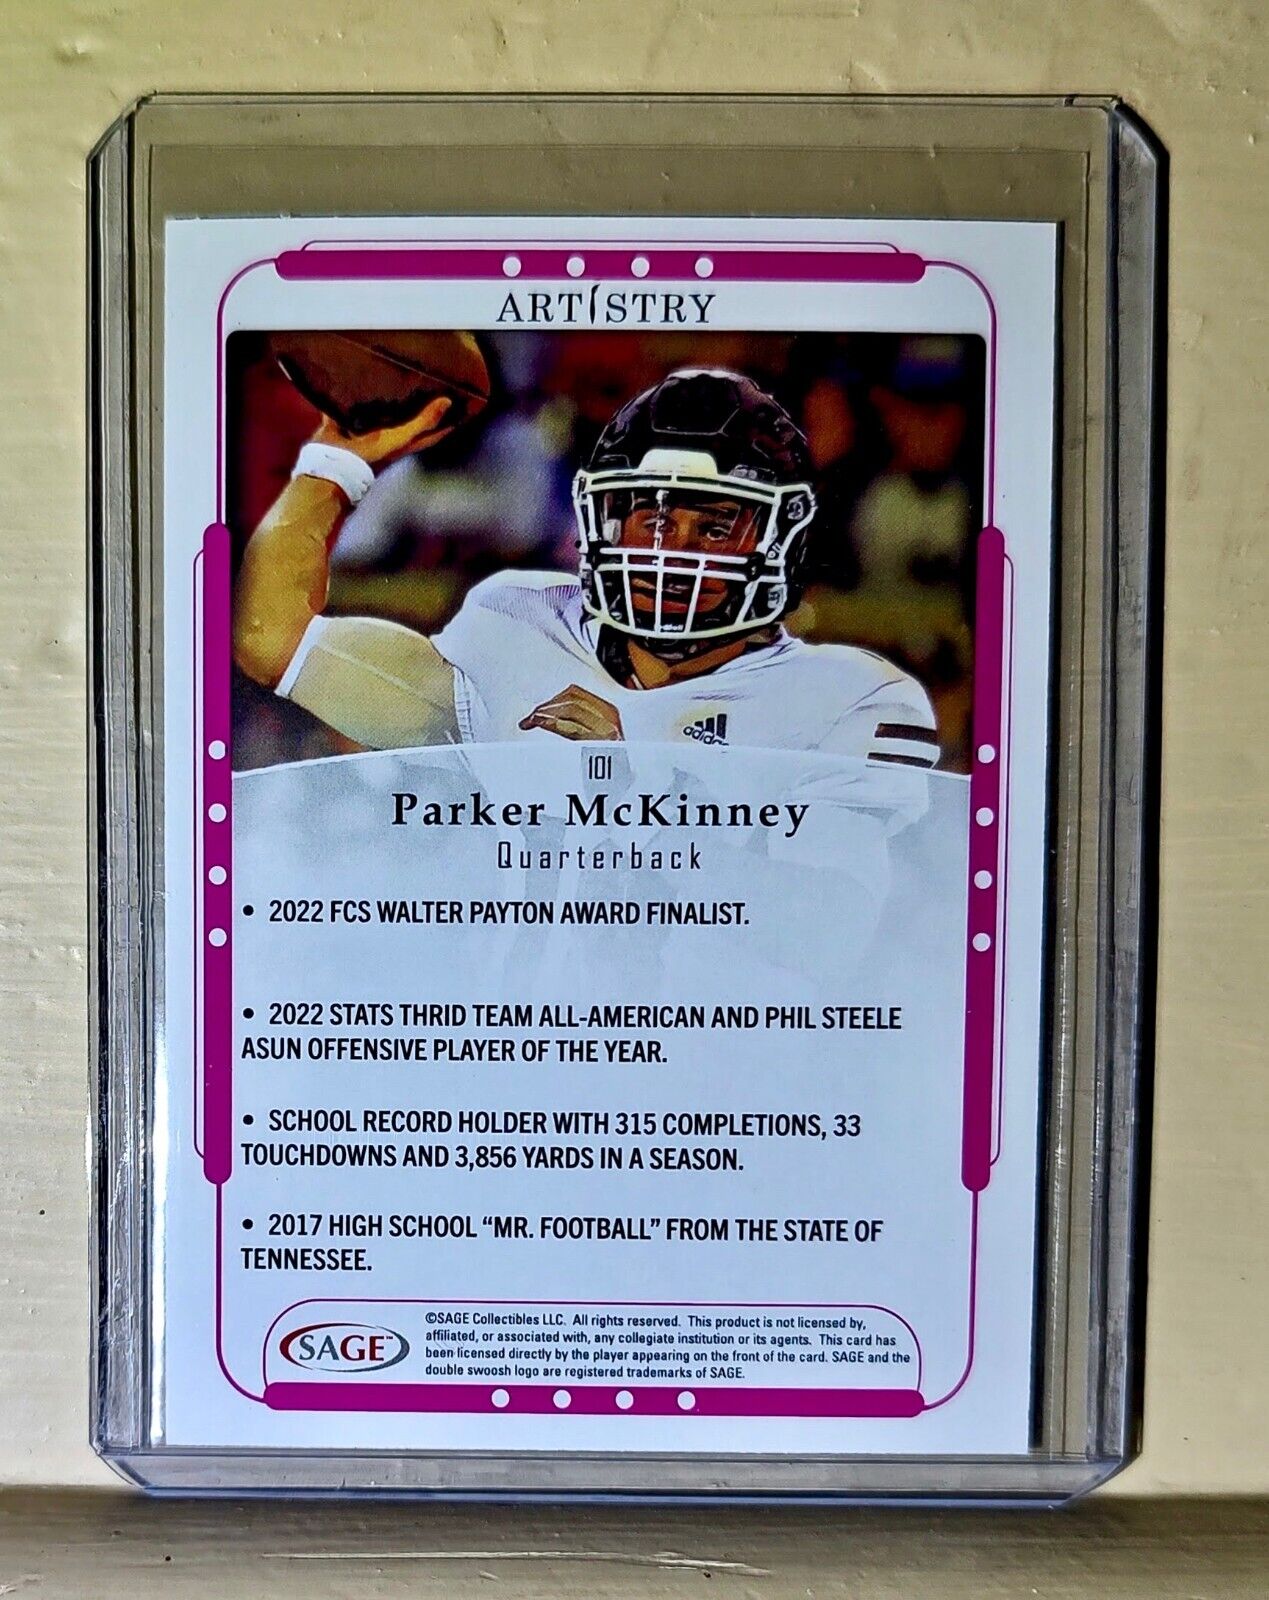 ARTISTRY
adidas
101
Parker McKinney
Quarterback
• 2022 FCS WALTER PAYTON AWARD FINALIST.
• 2022 STATS THRID TEAM ALL-AMERICAN AND PHIL STEELE
ASUN OFFENSIVE PLAYER OF THE YEAR.
• SCHOOL RECORD HOLDER WITH 315 COMPLETIONS, 33
TOUCHDOWNS AND 3,856 YARDS IN A SEASON.
• 2017 HIGH SCHOOL “MR. FOOTBALL” FROM THE STATE OF
TENNESSEE.
SAGE™
©SAGE Collectibles LLC. All rights reserved. This product is not licensed by,
affiliated, or associated with, any collegiate institution or its agents. This card has
been licensed directly by the player appearing on the front of the card. SAGE and the
double swoosh logo are registered trademarks of SAGE.